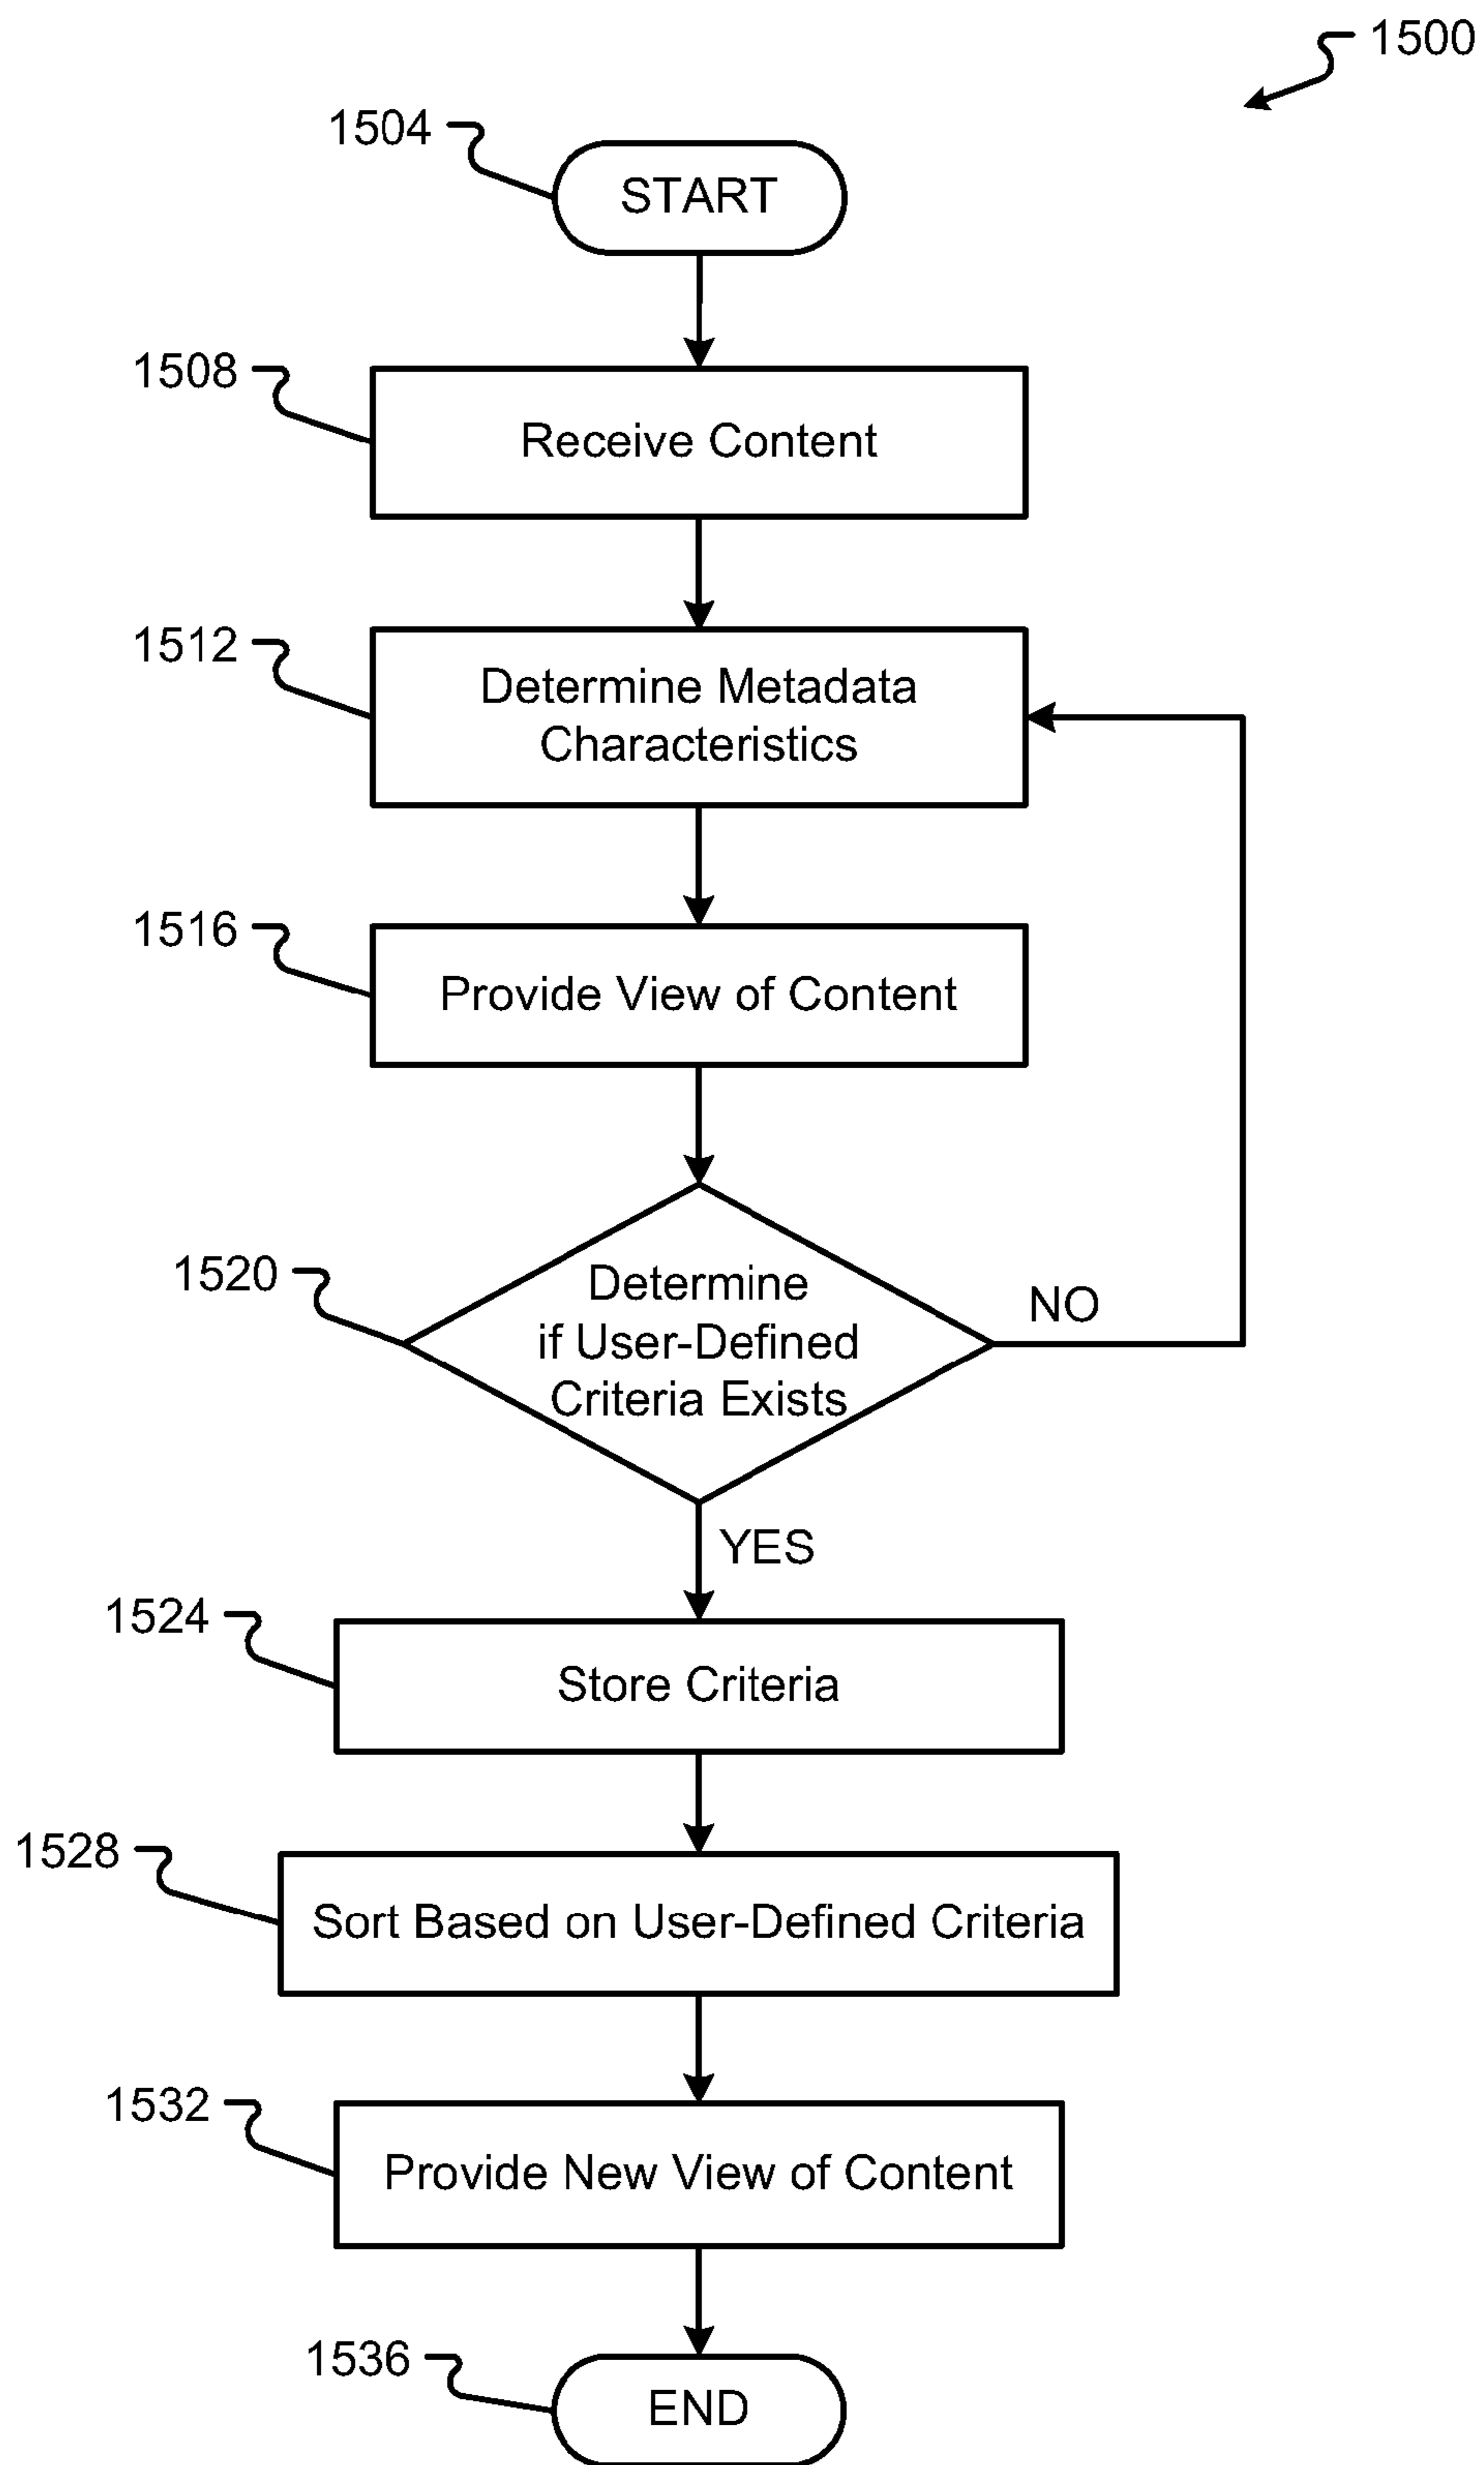 1500
1504
START
1508
Receive Content
1512
Determine Metadata
Characteristics
1516
Provide View of Content
1520
Determine
if User-Defined
Criteria Exists
NO
YES
1524
Store Criteria
1528
Sort Based on User-Defined Criteria
1532
Provide New View of Content
1536
END